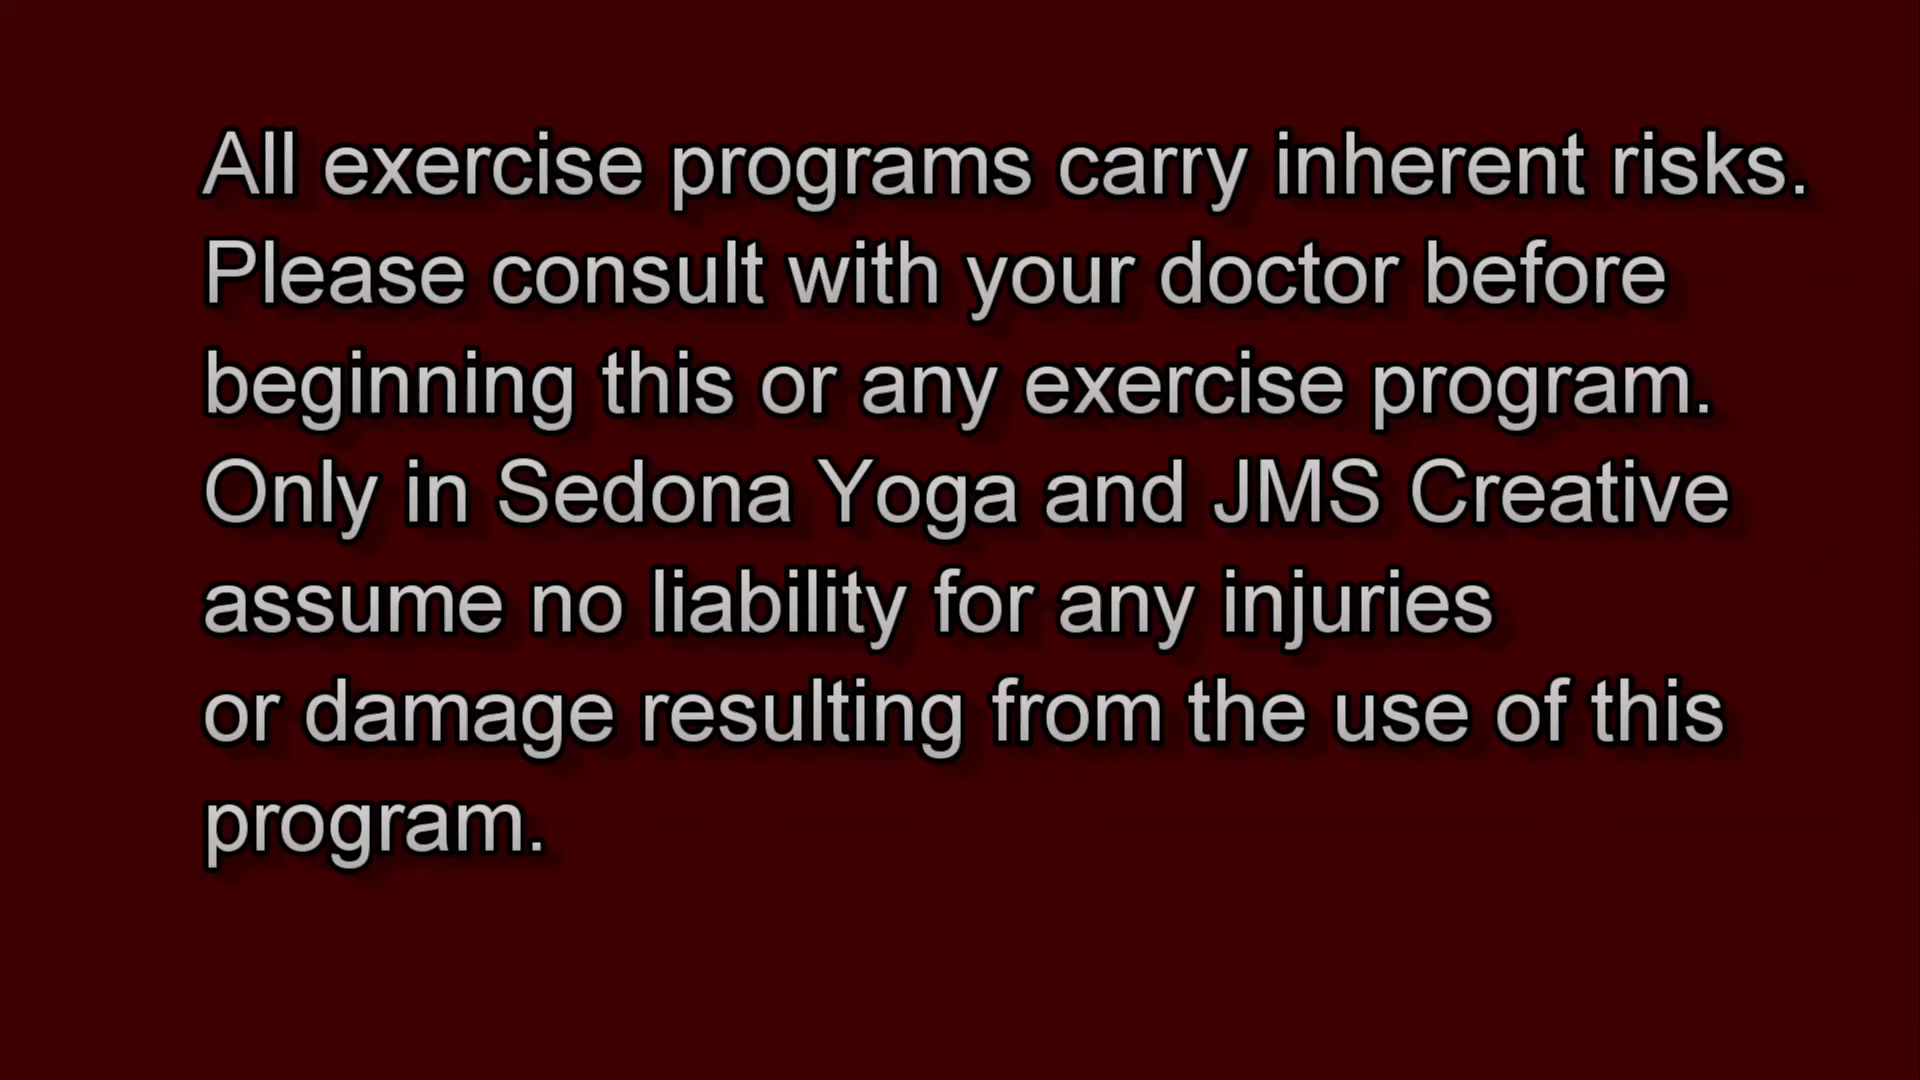 All exercise programs carry inherent risks.
Please consult with your doctor before
beginning this or any exercise program.
Only in Sedona Yoga and JMS Creative
assume no liability for any injuries
or damage resulting from the use of this
program.